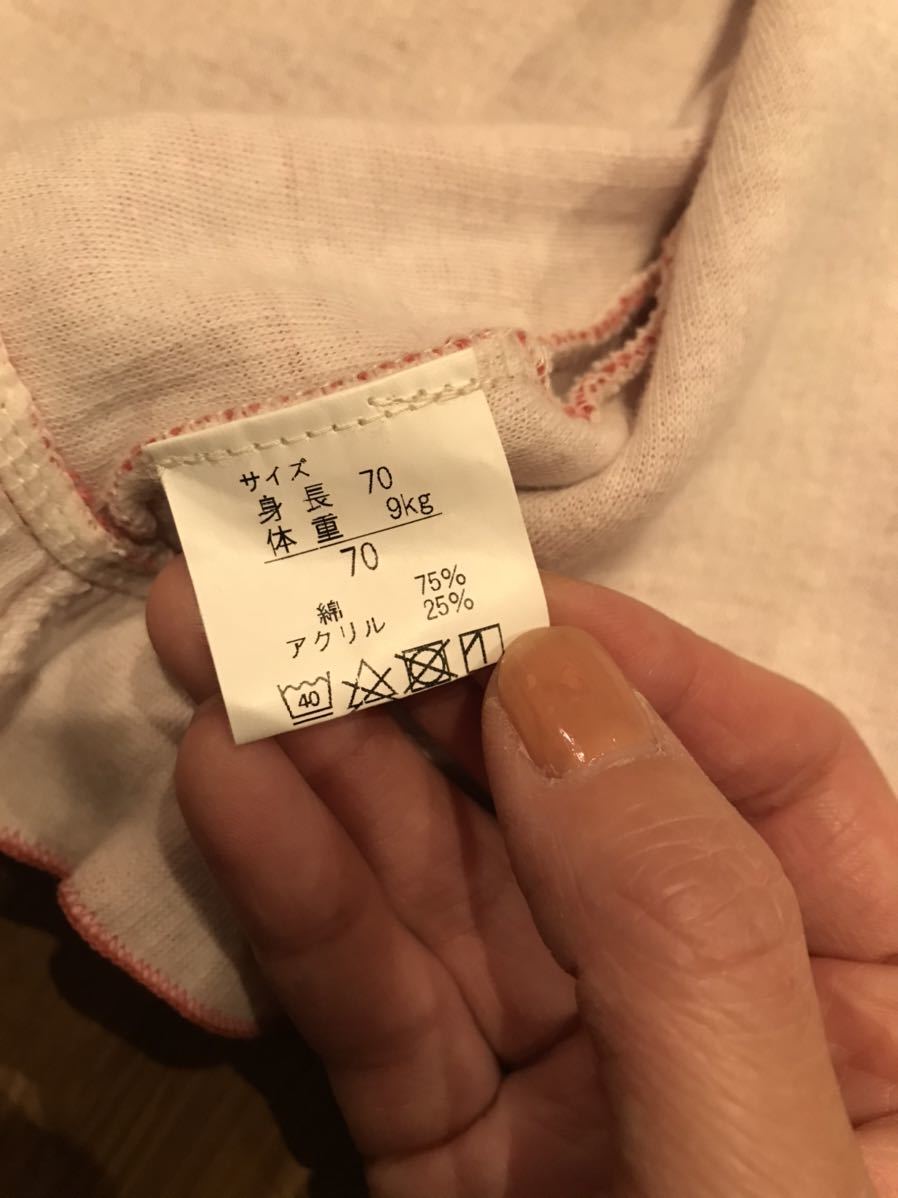 サイズ
身長 70
体重 9kg
70
綿 75%
アクリル 25%
40